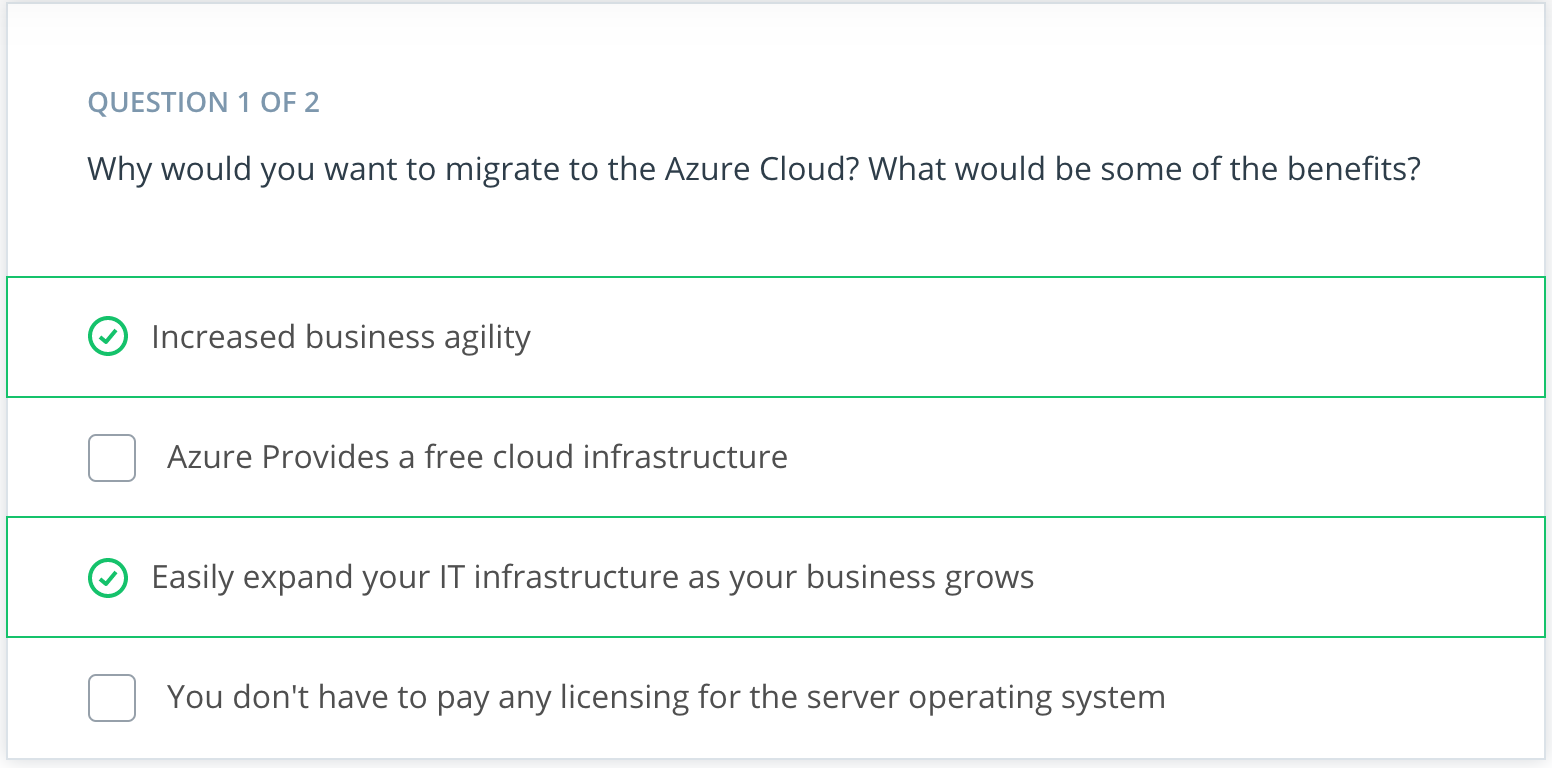 QUESTION 1 OF 2
Why would you want to migrate to the Azure Cloud? What would be some of the benefits?
Increased business agility
Azure Provides a free cloud infrastructure
Easily expand your IT infrastructure as your business grows
You don't have to pay any licensing for the server operating system